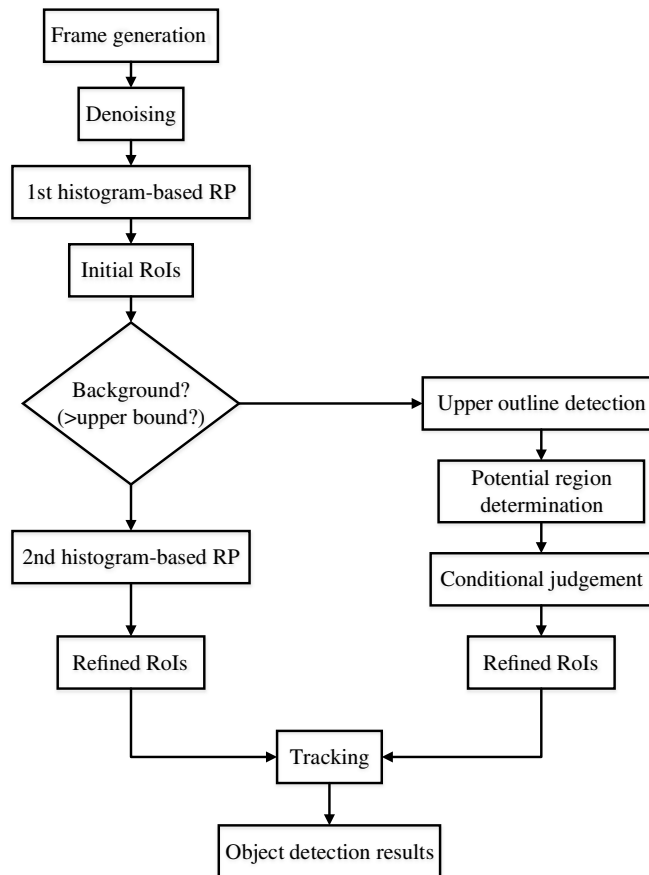 Frame generation
Denoising
1st histogram-based RP
Initial RoIs
Background?
(>upper bound?)
Upper outline detection
Potential region
determination
2nd histogram-based RP
Conditional judgement
Refined RoIs
Refined RoIs
Tracking
Object detection results